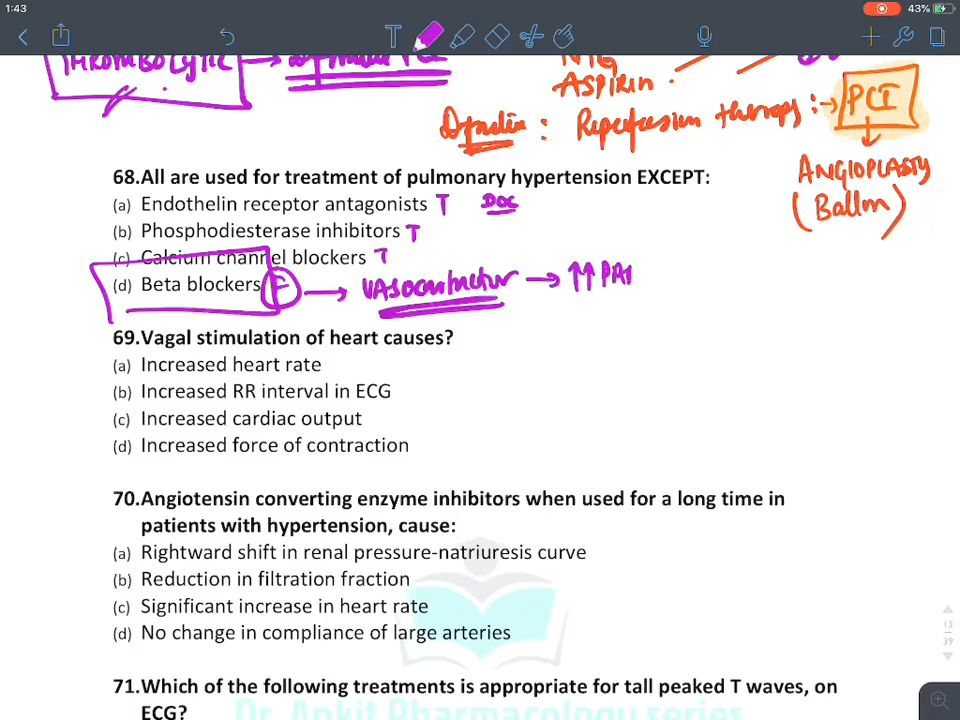 1:43
43%
THROMBOLYTIC →
NTG
ASPIRIN
: Reperfusion therapy : → PCI
ANGIOPLASTY
(Balloon)
68.All are used for treatment of pulmonary hypertension EXCEPT:
(a) Endothelin receptor antagonists T DOC
(b) Phosphodiesterase inhibitors T
(c) Calcium channel blockers T
(d) Beta blockers F → VASOconstrictor → ↑↑ PAP
69.Vagal stimulation of heart causes?
(a) Increased heart rate
(b) Increased RR interval in ECG
(c) Increased cardiac output
(d) Increased force of contraction
70.Angiotensin converting enzyme inhibitors when used for a long time in
patients with hypertension, cause:
(a) Rightward shift in renal pressure-natriuresis curve
(b) Reduction in filtration fraction
(c) Significant increase in heart rate
(d) No change in compliance of large arteries
71.Which of the following treatments is appropriate for tall peaked T waves, on
ECG?
Dr. Ankit Pharmacology series
13
39